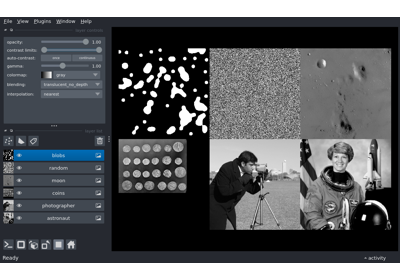 File View Plugins Window Help
opacity: 1.00
contrast limits:
auto-contrast: once continuous
gamma: 1.00
colormap: gray
blending: translucent_no_depth
interpolation: nearest
blobs
random
moon
coins
photographer
astronaut
Ready activity